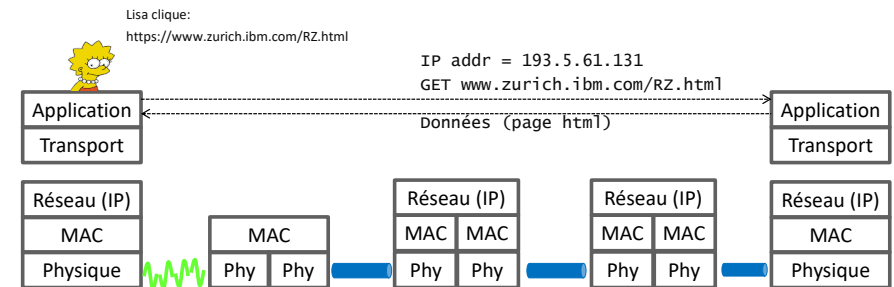 Lisa clique:
https://www.zurich.ibm.com/RZ.html
IP addr = 193.5.61.131
GET www.zurich.ibm.com/RZ.html
Application
Application
Données (page html)
Transport
Transport
Réseau (IP)
Réseau (IP)
Réseau (IP)
Réseau (IP)
MAC
MAC
MAC MAC
MAC MAC
MAC
Physique
Phy Phy
Phy Phy
Phy Phy
Physique